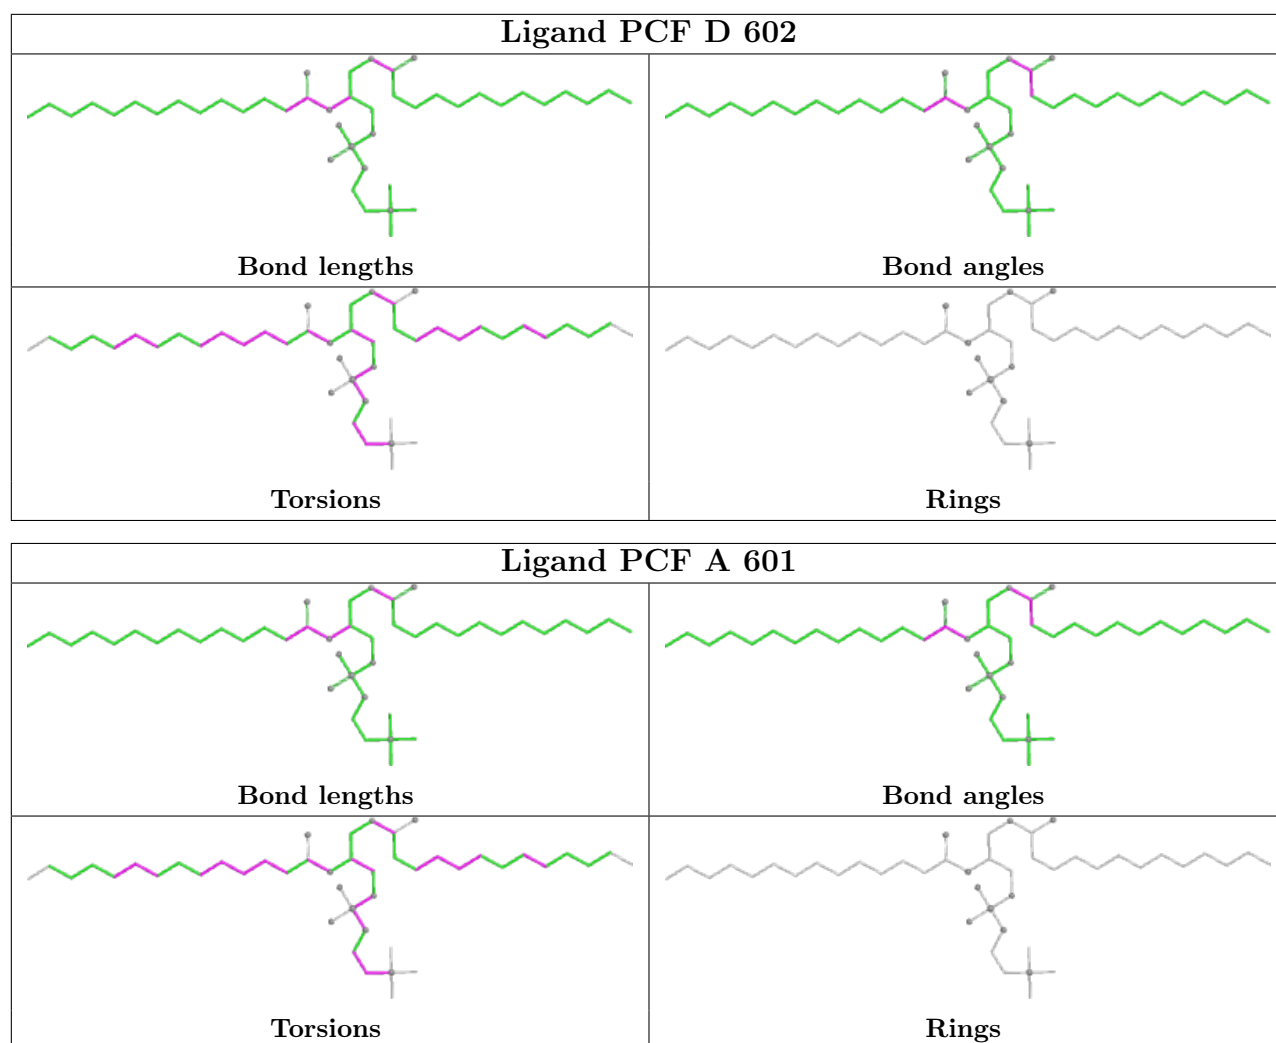 Ligand PCF D 602
Bond lengths
Bond angles
Torsions
Rings
Ligand PCF A 601
Bond lengths
Bond angles
Torsions
Rings